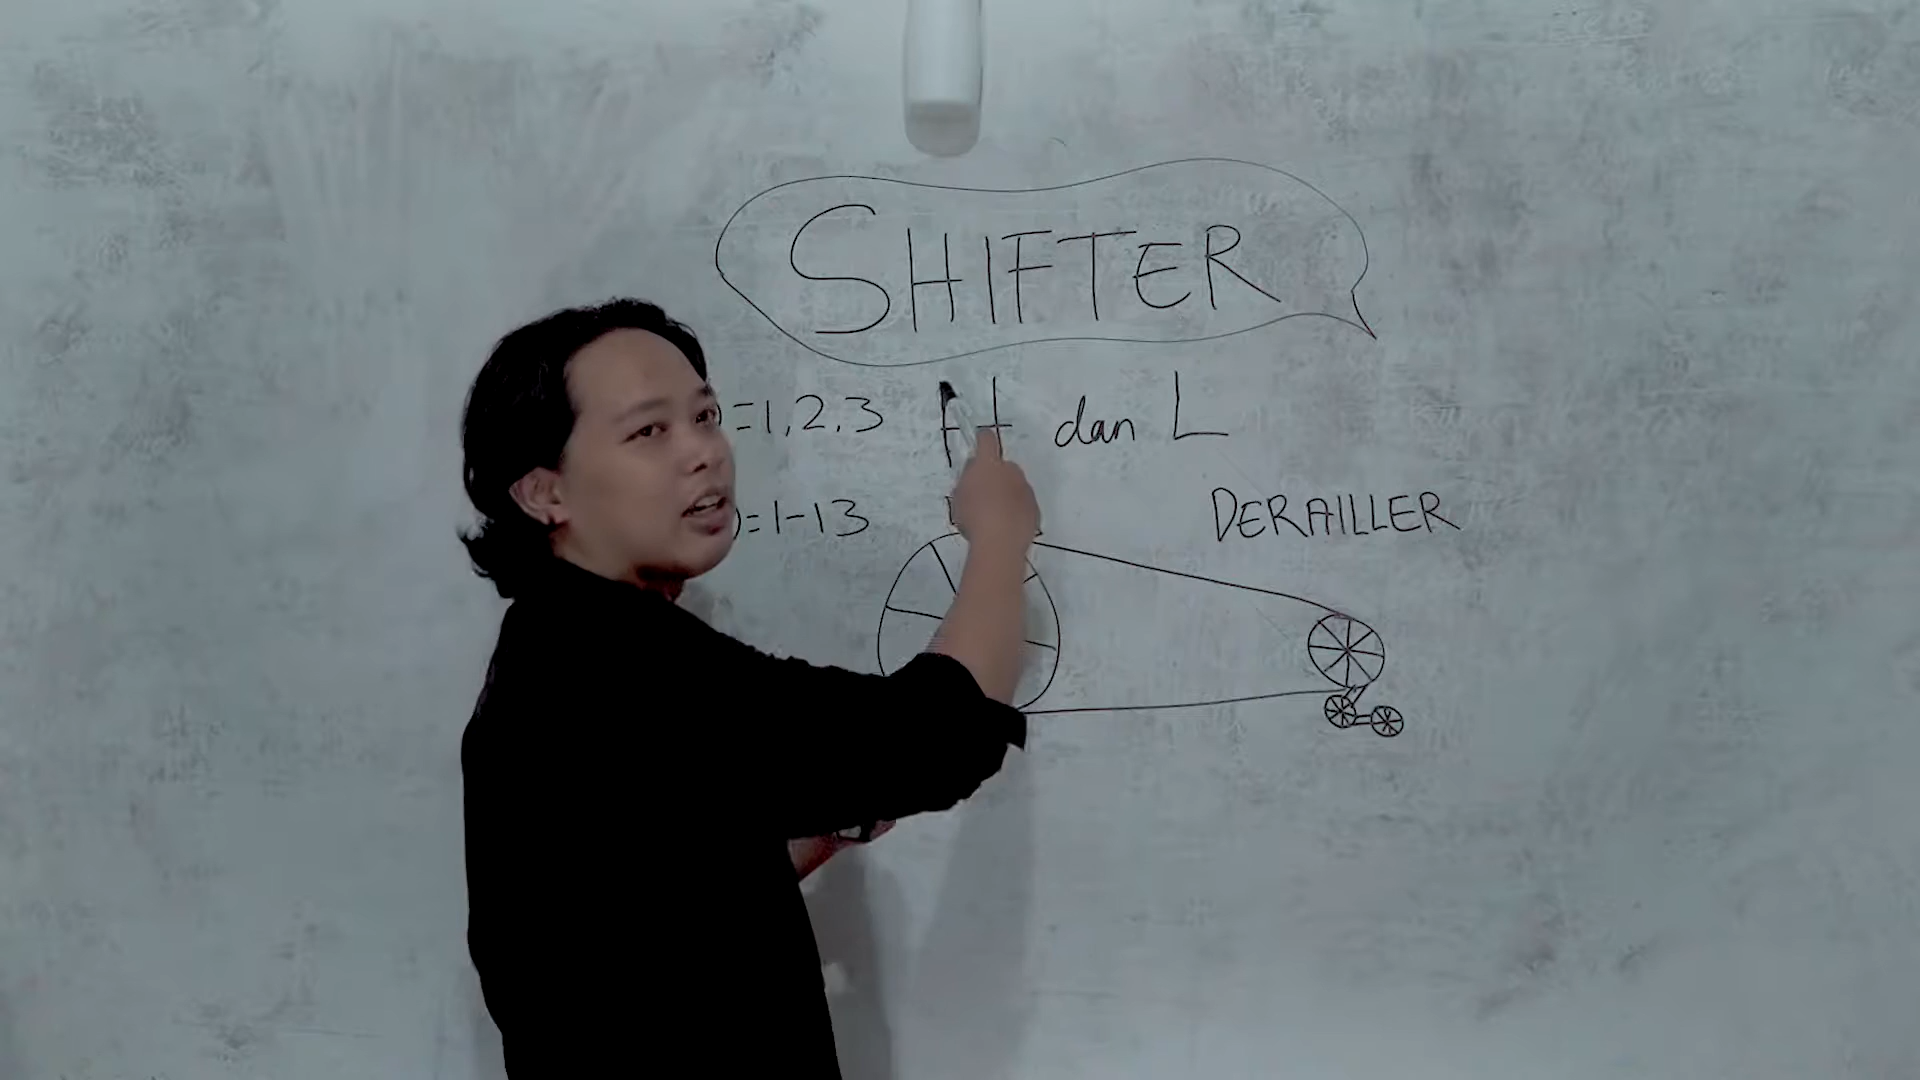 SHIFTER
=1,2,3 H dan L
)=1-13
DERAILLER